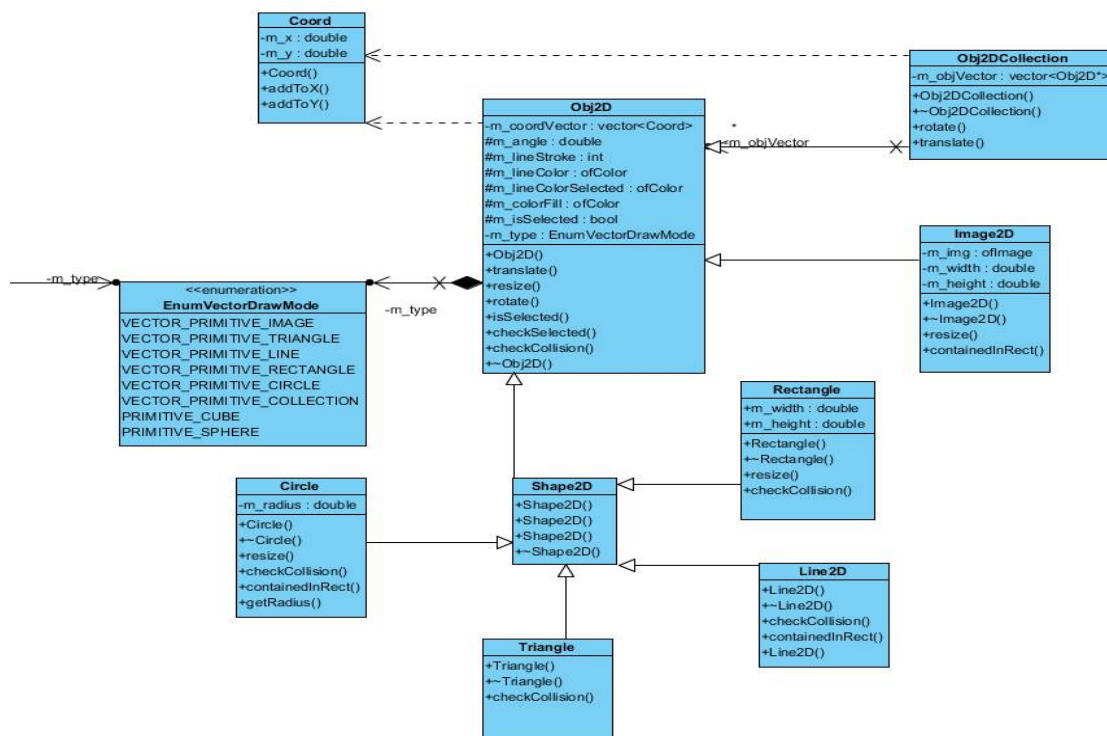 Coord
-m_x : double
-m_y : double
+Coord()
+addToX()
+addToY()
Obj2DCollection
-m_objVector : vector<Obj2D*>
+Obj2DCollection()
+~Obj2DCollection()
+rotate()
+translate()
Obj2D
-m_coordVector : vector<Coord>
#m_angle : double
#m_lineStroke : int
#m_lineColor : ofColor
#m_lineColorSelected : ofColor
#m_colorFill : ofColor
#m_isSelected : bool
-m_type : EnumVectorDrawMode
+Obj2D()
+translate()
+resize()
+rotate()
+isSelected()
+checkSelected()
+checkCollision()
+~Obj2D()
*
-m_objVector
Image2D
-m_img : ofImage
-m_width : double
-m_height : double
+Image2D()
+~Image2D()
+resize()
+containedInRect()
-m_type
-m_type
<<enumeration>>
EnumVectorDrawMode
VECTOR_PRIMITIVE_IMAGE
VECTOR_PRIMITIVE_TRIANGLE
VECTOR_PRIMITIVE_LINE
VECTOR_PRIMITIVE_RECTANGLE
VECTOR_PRIMITIVE_CIRCLE
VECTOR_PRIMITIVE_COLLECTION
PRIMITIVE_CUBE
PRIMITIVE_SPHERE
Rectangle
+m_width : double
+m_height : double
+Rectangle()
+~Rectangle()
+resize()
+checkCollision()
Circle
-m_radius : double
+Circle()
+~Circle()
+resize()
+checkCollision()
+containedInRect()
+getRadius()
Shape2D
+Shape2D()
+Shape2D()
+Shape2D()
+~Shape2D()
Line2D
+Line2D()
+~Line2D()
+checkCollision()
+containedInRect()
+Line2D()
Triangle
+Triangle()
+~Triangle()
+checkCollision()